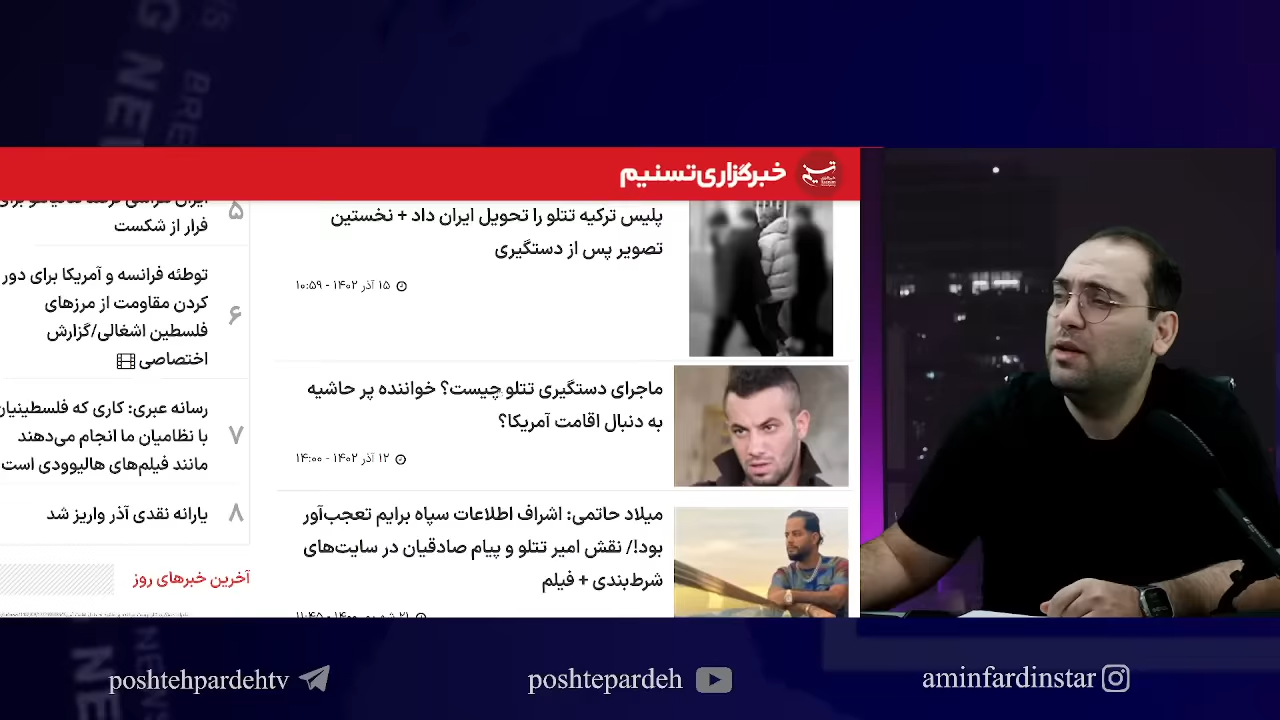 خبرگزاری تسنیم
پلیس ترکیه تتلو را تحویل ایران داد + نخستین
تصویر پس از دستگیری
۱۵ آذر ۱۴۰۲ - ۱۰:۵۹
ماجرای دستگیری تتلو چیست؟ خواننده پر حاشیه
به دنبال اقامت آمریکا؟
۱۲ آذر ۱۴۰۲ - ۱۴:۰۰
میلاد حاتمی: اشراف اطلاعات سپاه برایم تعجب‌آور
بود!/ نقش امیر تتلو و پیام صادقیان در سایت‌های
شرط‌بندی + فیلم
۵
فرار از شکست
۶
توطئه فرانسه و آمریکا برای دور
کردن مقاومت از مرزهای
فلسطین اشغالی/گزارش
اختصاصی
۷
رسانه عبری: کاری که فلسطینیان
با نظامیان ما انجام می‌دهند
مانند فیلم‌های هالیوودی است
۸
یارانه نقدی آذر واریز شد
آخرین خبرهای روز
poshtehpardehtv
poshtepardeh
aminfardinstar